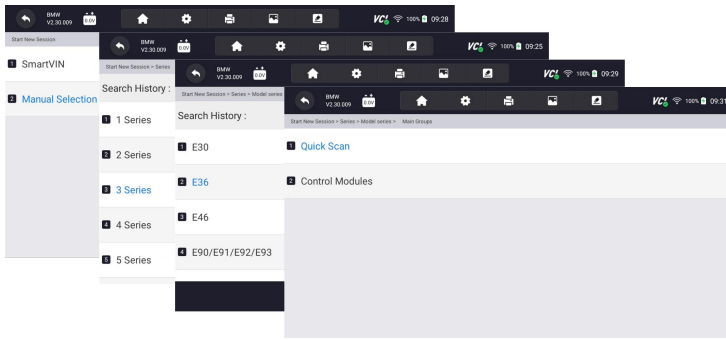 BMW
V2.30.009
0.0V
VCI
100%
09:28
Start New Session
1 SmartVIN
2 Manual Selection
BMW
V2.30.009
0.0V
VCI
100%
09:25
Start New Session > Series
Search History :
1 1 Series
2 2 Series
3 3 Series
4 4 Series
5 5 Series
BMW
V2.30.009
0.0V
VCI
100%
09:29
Start New Session > Series > Model series
Search History :
1 E30
2 E36
3 E46
4 E90/E91/E92/E93
BMW
V2.30.009
0.0V
VCI
100%
09:31
Start New Session > Series > Model series > Main Groups
1 Quick Scan
2 Control Modules